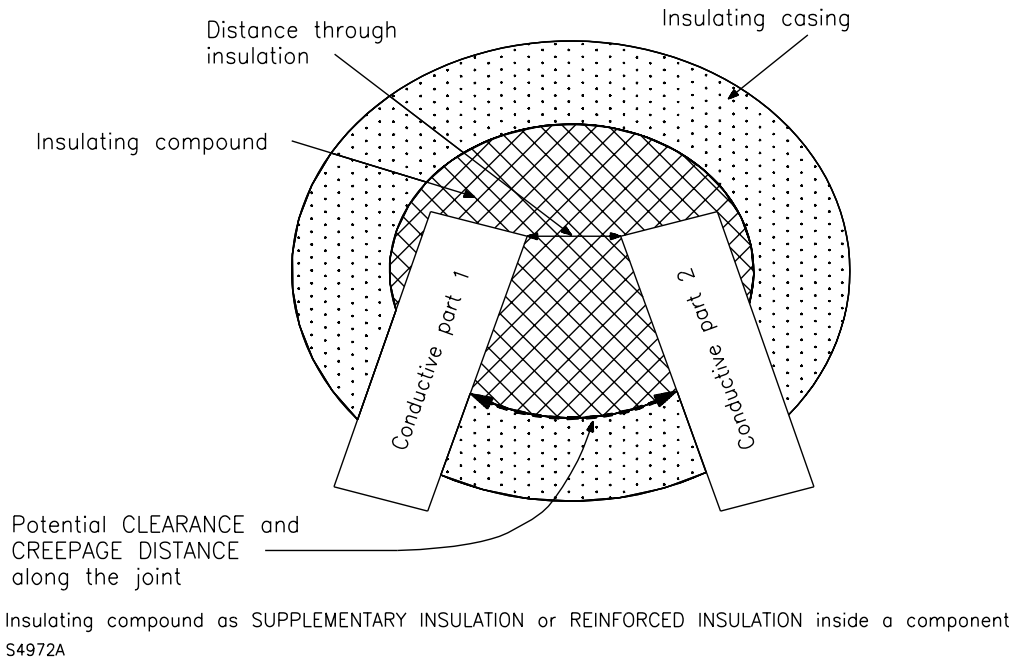 Insulating casing
Distance through
insulation
Insulating compound
Conductive part 1
Conductive part 2
Potential CLEARANCE and
CREEPAGE DISTANCE
along the joint
Insulating compound as SUPPLEMENTARY INSULATION or REINFORCED INSULATION inside a component
S4972A